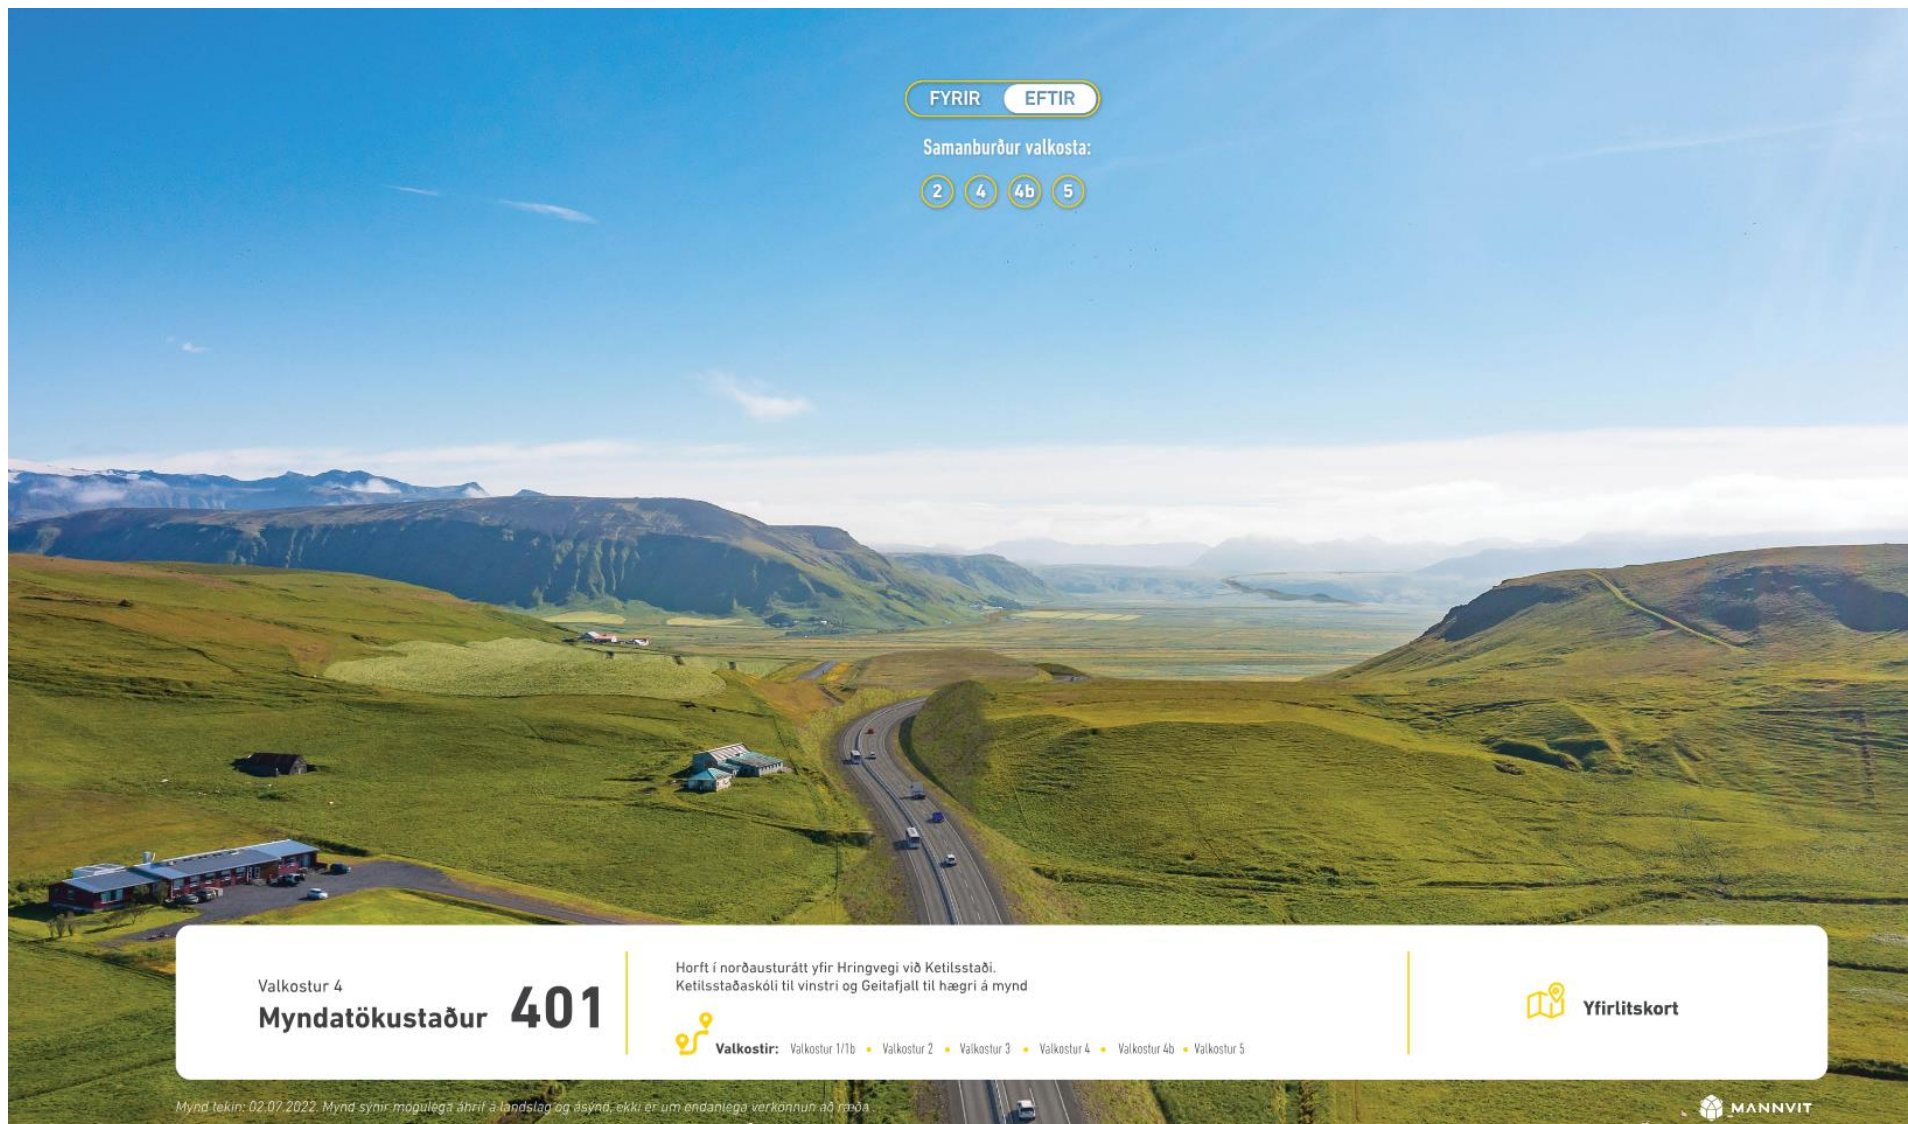 FYRIR EFTIR
Samanburður valkosta:
2 4 4b 5
Valkostur 4
Myndatökustaður 401
Horft í norðausturátt yfir Hringvegi við Ketilsstaði.
Ketilsstaðaskóli til vinstri og Geitafjall til hægri á mynd
Valkostir: Valkostur 1/1b • Valkostur 2 • Valkostur 3 • Valkostur 4 • Valkostur 4b • Valkostur 5
Yfirlitskort
Mynd tekin: 02.07.2022. Mynd sýnir mögulega áhrif á landslag og ásýnd, ekki er um endanlega verkönnun að ræða
MANNVIT